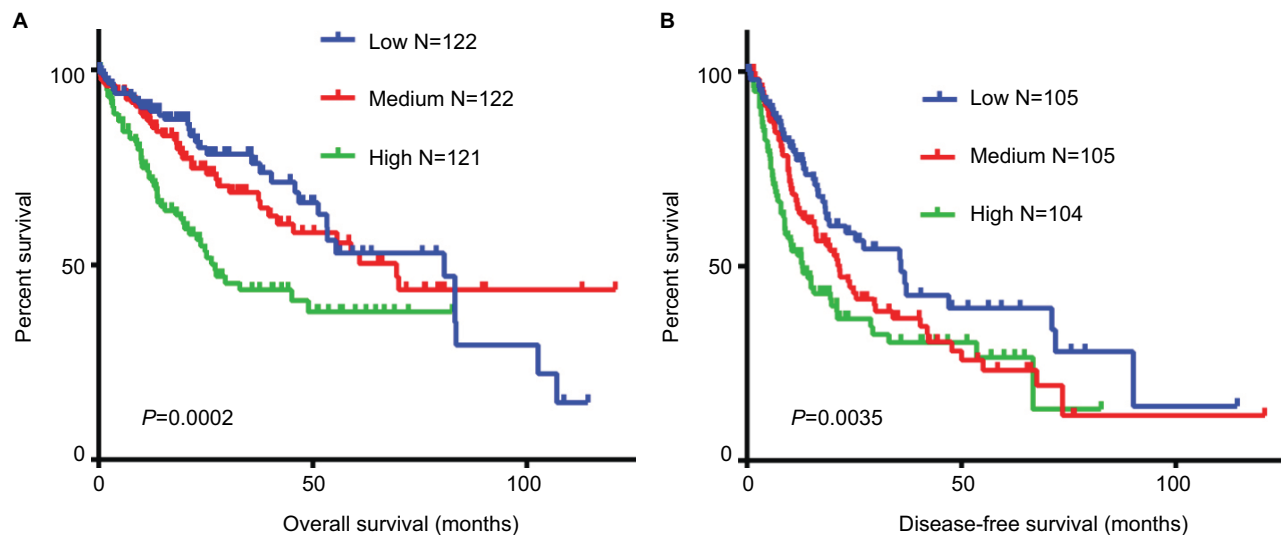 A
Low N=122
Medium N=122
High N=121
Percent survival
100
50
0
P=0.0002
0
50
100
Overall survival (months)
B
Low N=105
Medium N=105
High N=104
Percent survival
100
50
0
P=0.0035
0
50
100
Disease-free survival (months)